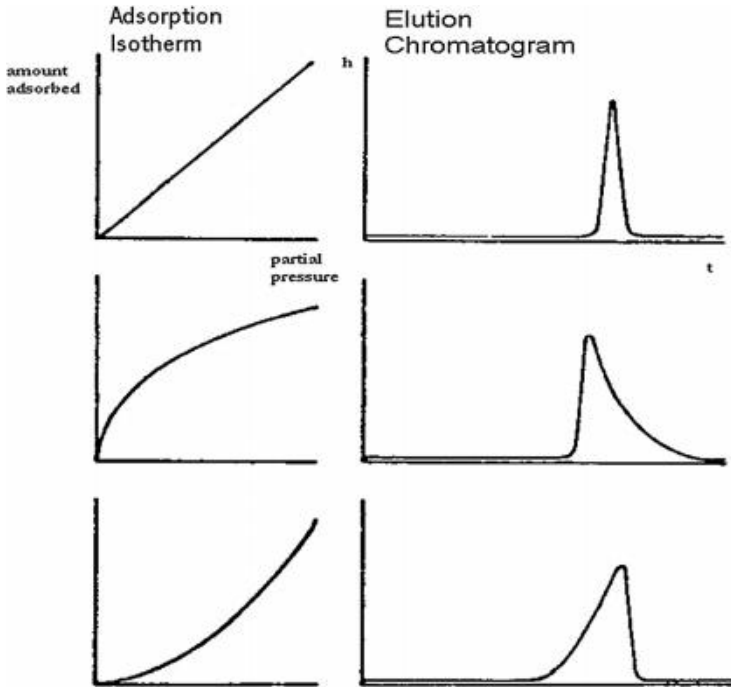 Adsorption
Isotherm
Elution
Chromatogram
amount
adsorbed
h
partial
pressure
t